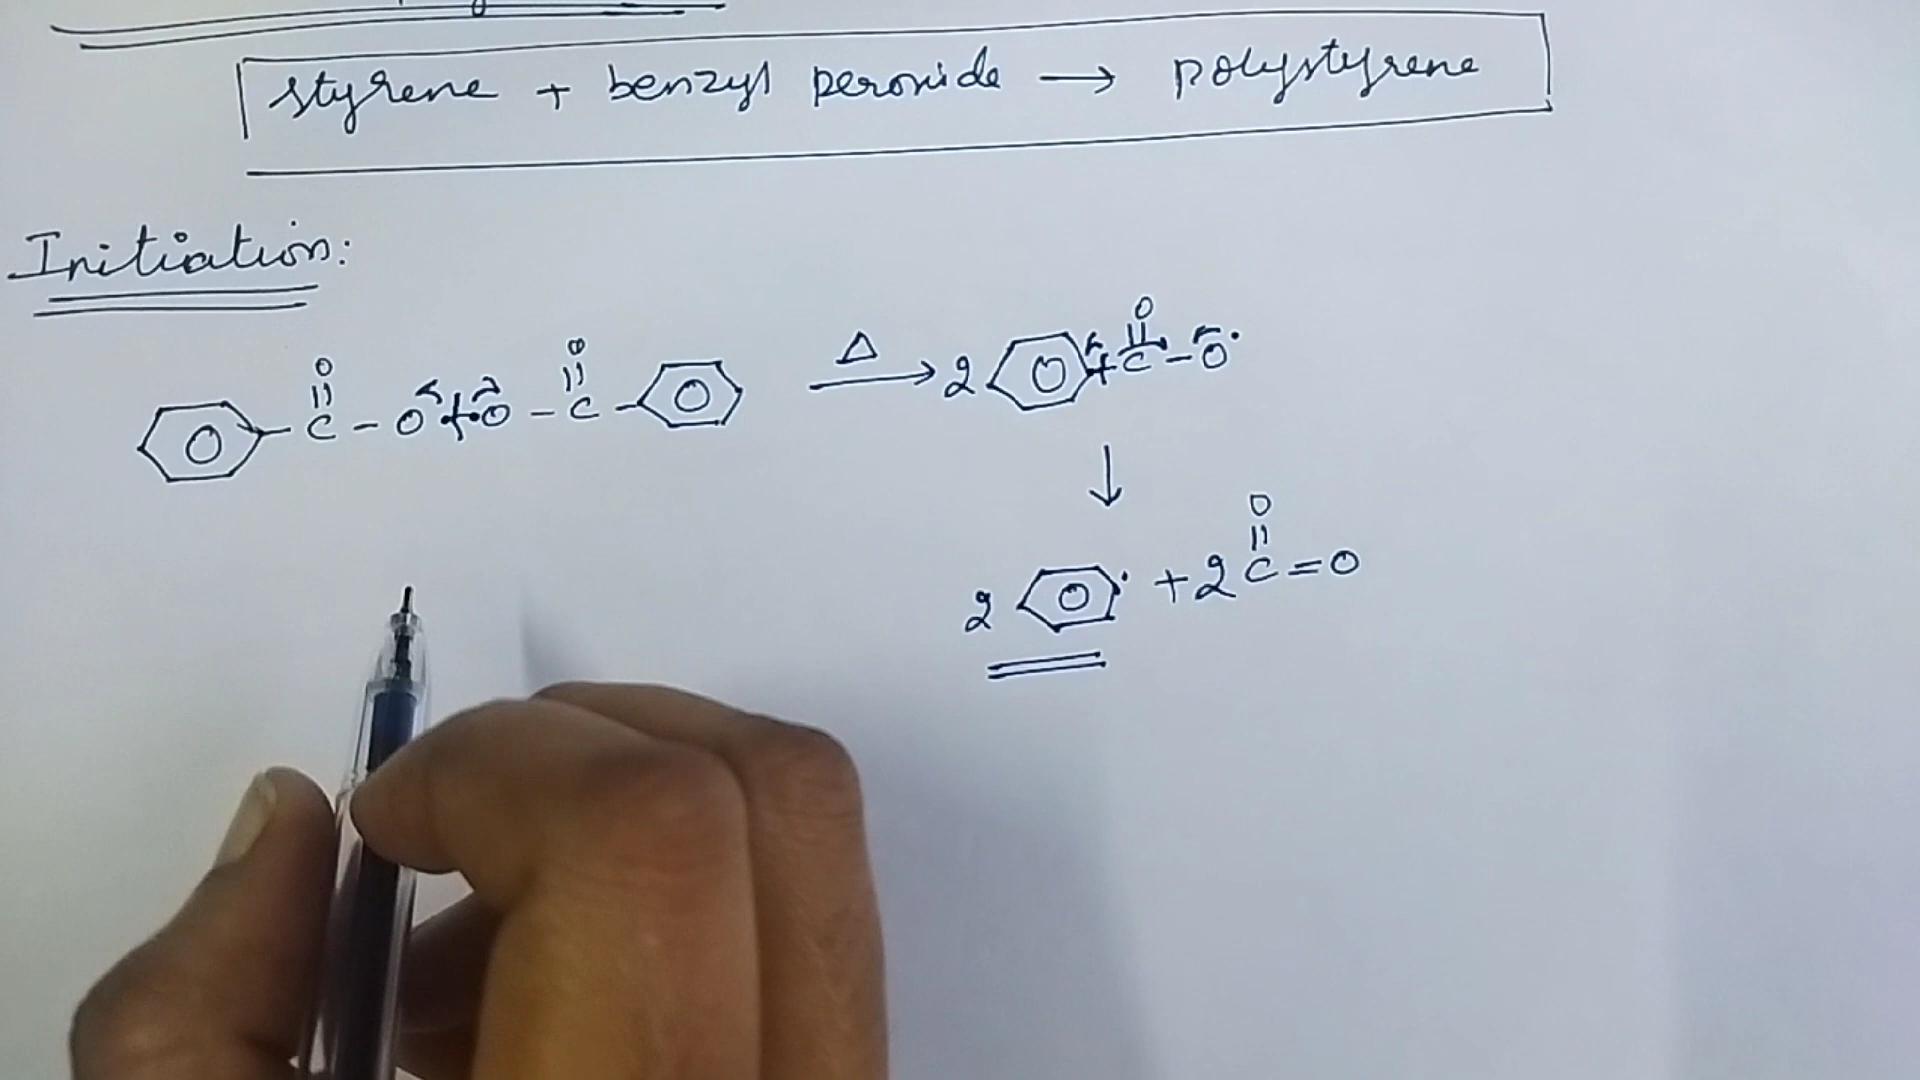 styrene + benzyl peroxide → polystyrene
Initiation:
O O Δ O
C - O + O - C → 2 + C - O·
↓
O
2 · + 2 C = O